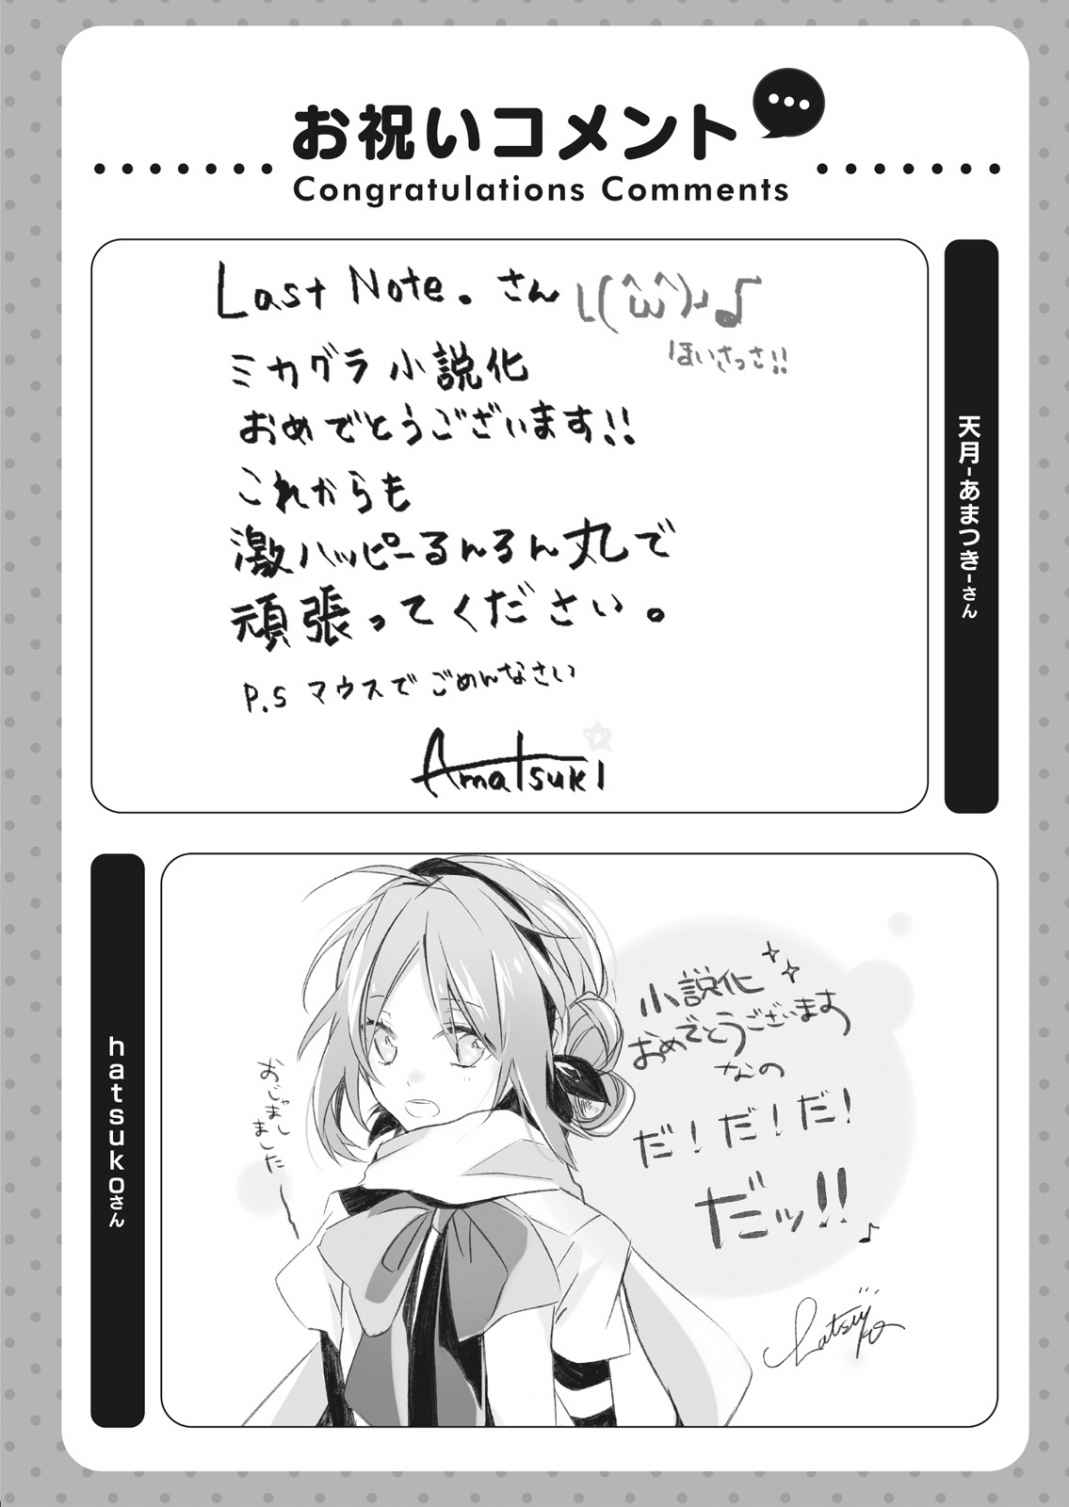 お祝いコメント
Congratulations Comments
Last Note. さん ╰(^ω^)♪
ほいさっさ!!
ミカグラ小説化
おめでとうございます!!
これからも
激ハッピーるんるん丸で
頑張ってください。
P.S マウスでごめんなさい
Amatsuki
天月-あまつき-さん
hatsukoさん
おじゃまし
ました
小説化
おめでとうございます
なの
だ!だ!だ!
だッ!!♪
hatsuko